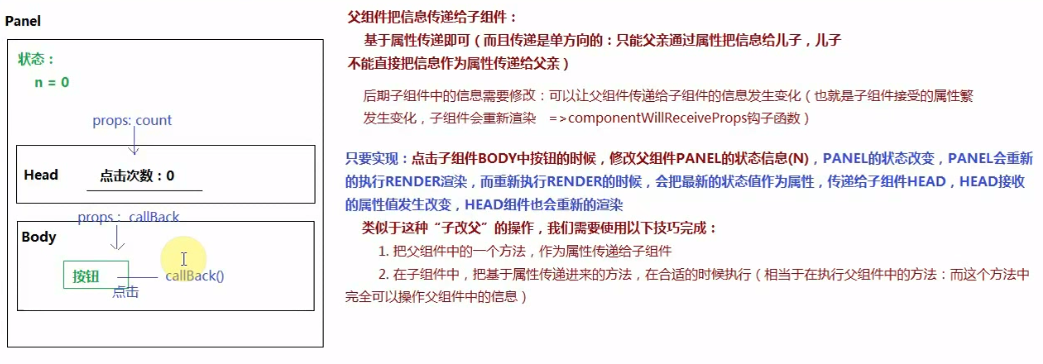 Panel
状态：
n = 0
props: count
Head
点击次数：0
props： callBack
Body
按钮
callBack()
点击
父组件把信息传递给子组件：
基于属性传递即可（而且传递是单方向的：只能父亲通过属性把信息给儿子，儿子
不能直接把信息作为属性传递给父亲）
后期子组件中的信息需要修改：可以让父组件传递给子组件的信息发生变化（也就是子组件接受的属性繁
发生变化，子组件会重新渲染 =>componentWillReceiveProps钩子函数）
只要实现：点击子组件BODY中按钮的时候，修改父组件PANEL的状态信息(N)，PANEL的状态改变，PANEL会重新
的执行RENDER渲染，而重新执行RENDER的时候，会把最新的状态值作为属性，传递给子组件HEAD，HEAD接收
的属性值发生改变，HEAD组件也会重新的渲染
类似于这种“子改父”的操作，我们需要使用以下技巧完成：
1. 把父组件中的一个方法，作为属性传递给子组件
2. 在子组件中，把基于属性传递进来的方法，在合适的时候执行（相当于在执行父组件中的方法：而这个方法中
完全可以操作父组件中的信息）